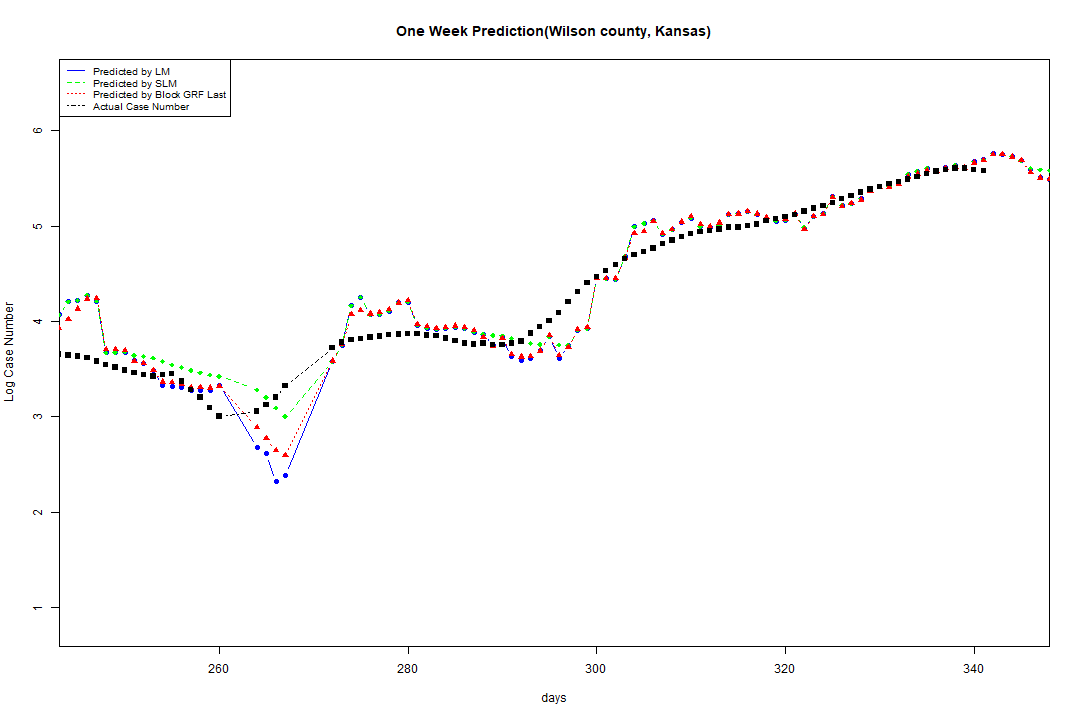 One Week Prediction(Wilson county, Kansas)
Predicted by LM
Predicted by SLM
Predicted by Block GRF Last
Actual Case Number
6
5
4
3
2
1
Log Case Number
260 280 300 320 340
days